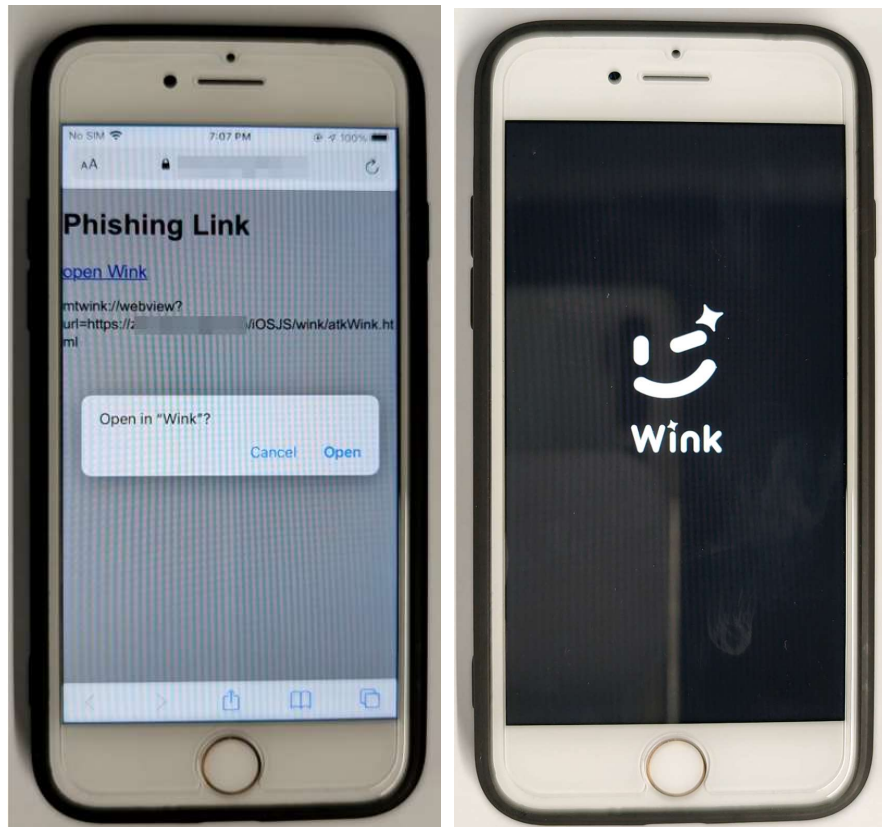 No SIM 7:07 PM 100%
AA
Phishing Link
open Wink
mtwink://webview?
url=https://z /iOSJS/wink/atkWink.ht
ml
Open in “Wink”?
Cancel Open
Wink